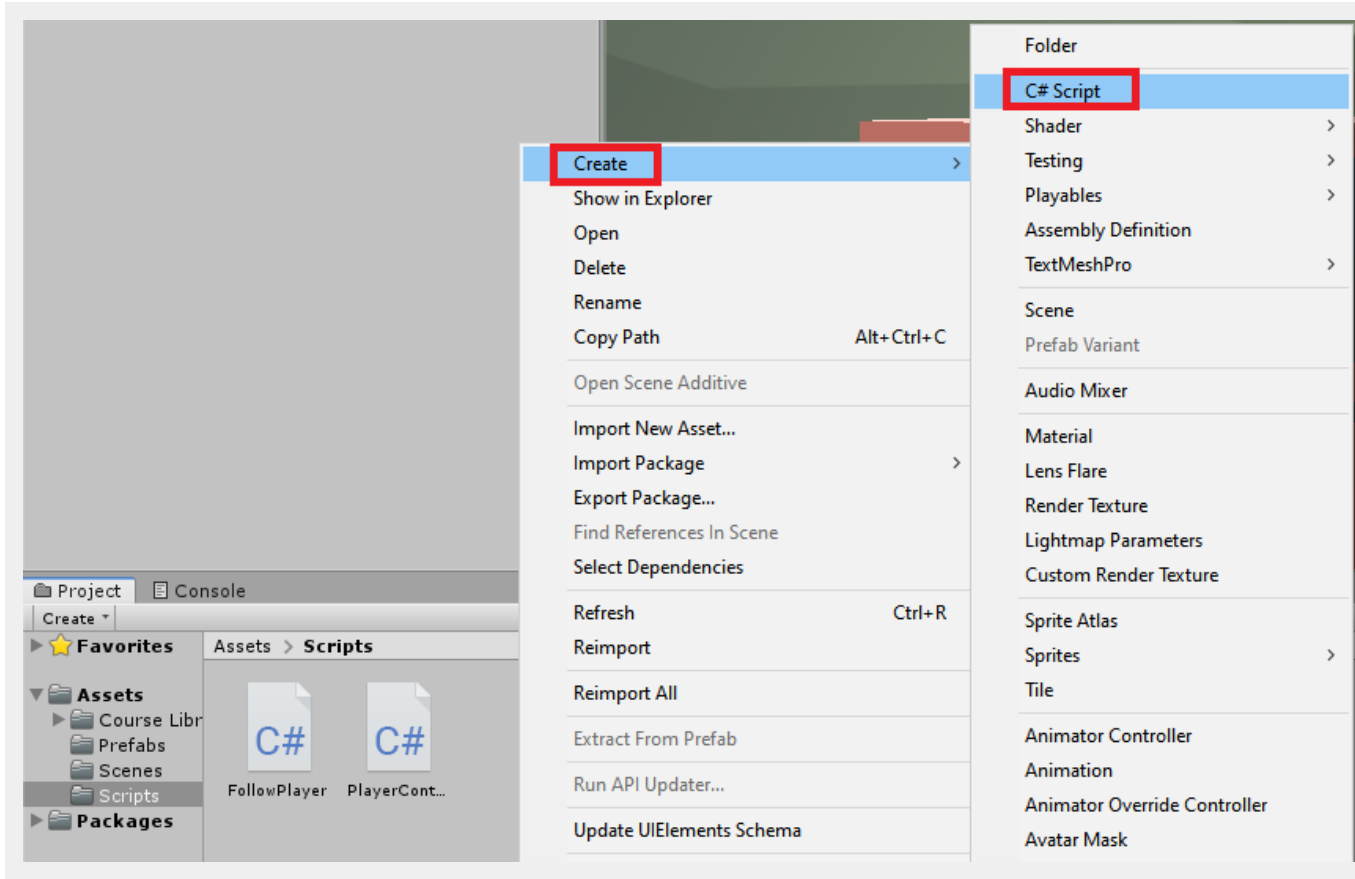 Folder
C# Script
Shader
Testing
Playables
Assembly Definition
TextMeshPro
Scene
Prefab Variant
Audio Mixer
Material
Lens Flare
Render Texture
Lightmap Parameters
Custom Render Texture
Sprite Atlas
Sprites
Tile
Animator Controller
Animation
Animator Override Controller
Avatar Mask
Create
Show in Explorer
Open
Delete
Rename
Copy Path Alt+Ctrl+C
Open Scene Additive
Import New Asset...
Import Package
Export Package...
Find References In Scene
Select Dependencies
Refresh Ctrl+R
Reimport
Reimport All
Extract From Prefab
Run API Updater...
Update UIElements Schema
Project Console
Create
Favorites
Assets
Course Libr
Prefabs
Scenes
Scripts
Packages
Assets > Scripts
C# C#
FollowPlayer PlayerCont...